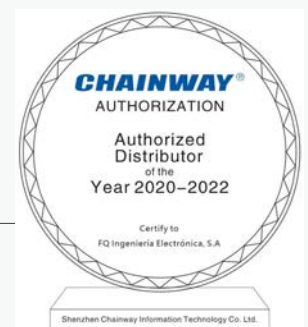 CHAINWAY®
AUTHORIZATION
Authorized
Distributor
of the
Year 2020–2022
Certify to
FQ Ingeniería Electrónica, S.A
Shenzhen Chainway Information Technology Co. Ltd.